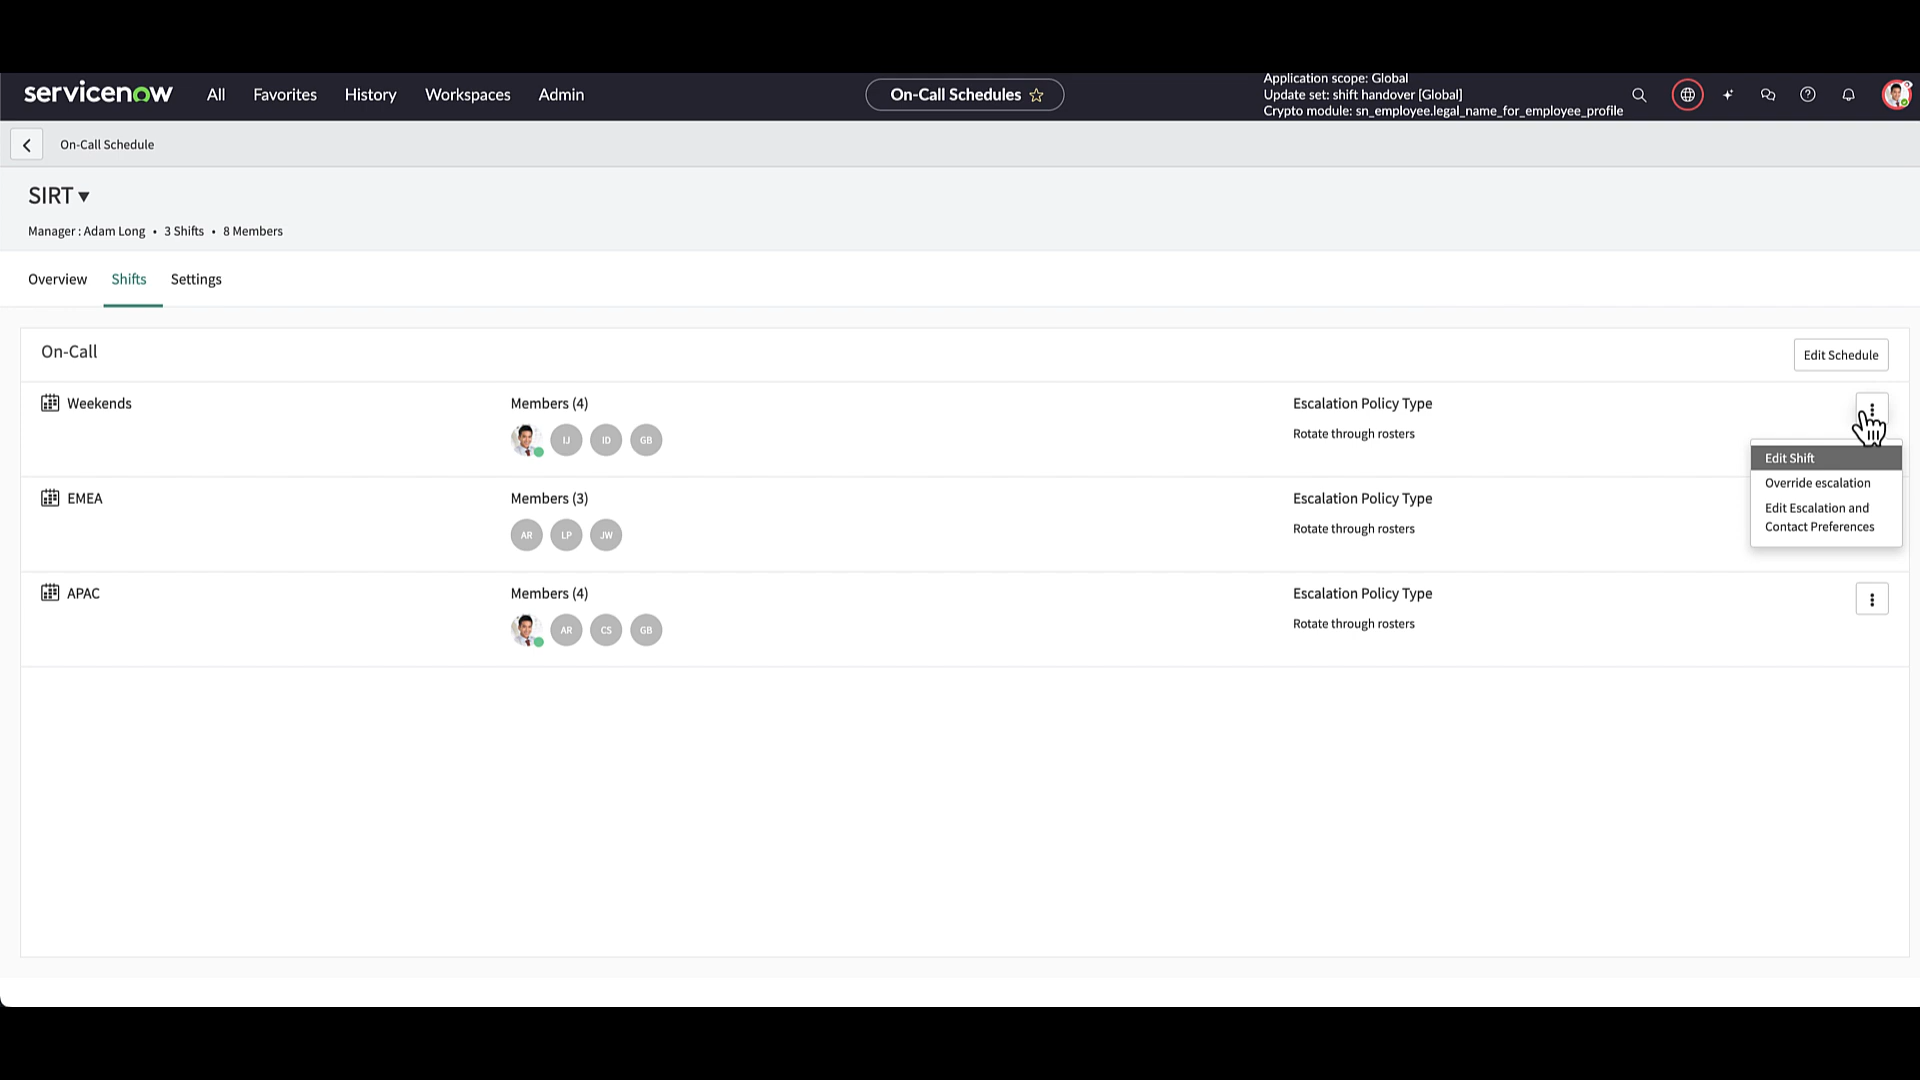 servicenow All Favorites History Workspaces Admin On-Call Schedules
Application scope: Global
Update set: shift handover [Global]
Crypto module: sn_employee.legal_name_for_employee_profile
On-Call Schedule
SIRT
Manager : Adam Long • 3 Shifts • 8 Members
Overview Shifts Settings
On-Call Edit Schedule
Weekends Members (4) Escalation Policy Type
IJ ID GB Rotate through rosters
Edit Shift
Override escalation
Edit Escalation and
Contact Preferences
EMEA Members (3) Escalation Policy Type
AR LP JW Rotate through rosters
APAC Members (4) Escalation Policy Type
AR CS GB Rotate through rosters